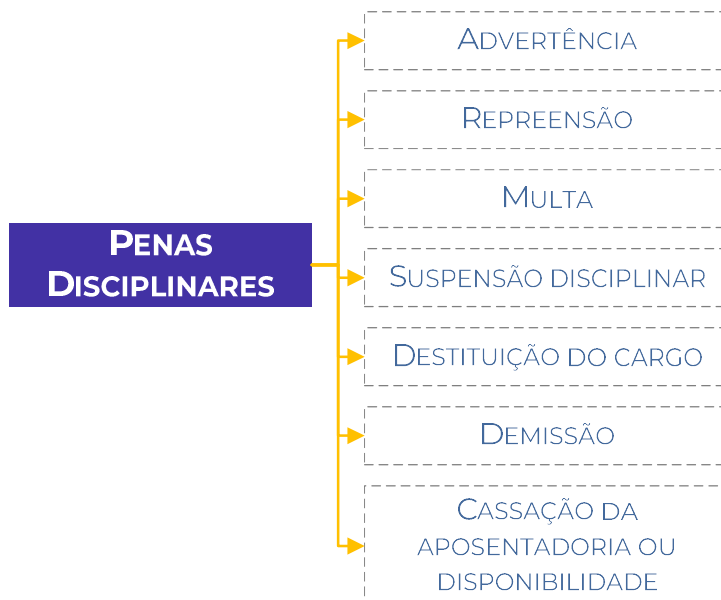 PENAS
DISCIPLINARES
ADVERTÊNCIA
REPREENSÃO
MULTA
SUSPENSÃO DISCIPLINAR
DESTITUIÇÃO DO CARGO
DEMISSÃO
CASSAÇÃO DA
APOSENTADORIA OU
DISPONIBILIDADE